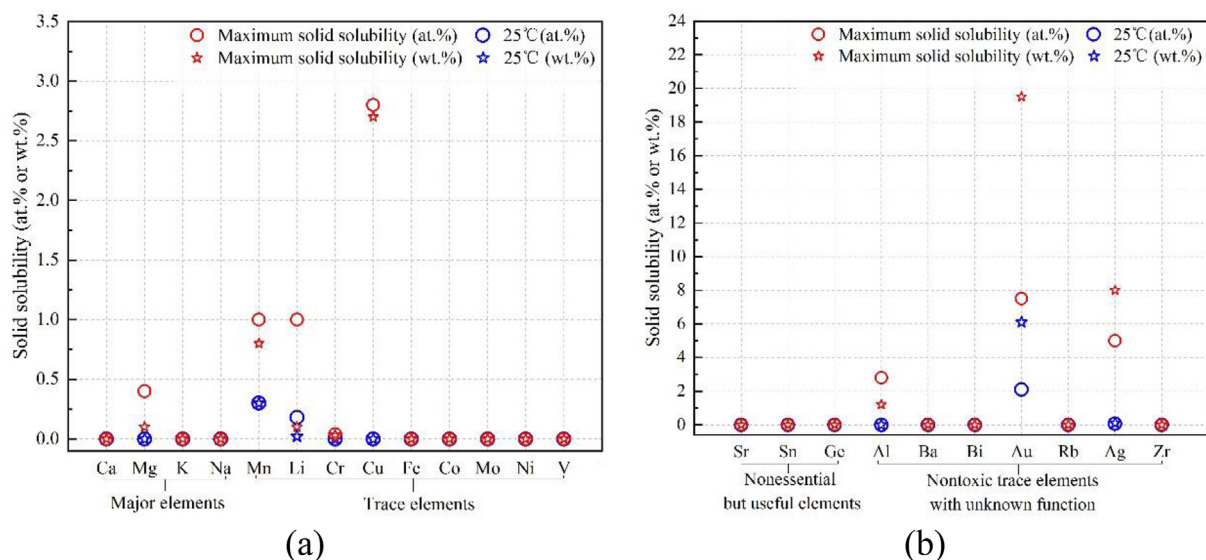 Maximum solid solubility (at.%) 25℃(at.%)
Maximum solid solubility (wt.%) 25℃ (wt.%)
Solid solubility (at.% or wt.%)
3.5
3.0
2.5
2.0
1.5
1.0
0.5
0.0
Ca Mg K Na Mn Li Cr Cu Fe Co Mo Ni V
Major elements Trace elements
(a)
Maximum solid solubility (at.%) 25℃(at.%)
Maximum solid solubility (wt.%) 25℃ (wt.%)
Solid solubility (at.% or wt.%)
24
22
20
18
16
14
12
10
8
6
4
2
0
Sr Sn Ge Al Ba Bi Au Rb Ag Zr
Nonessential Nontoxic trace elements
but useful elements with unknown function
(b)